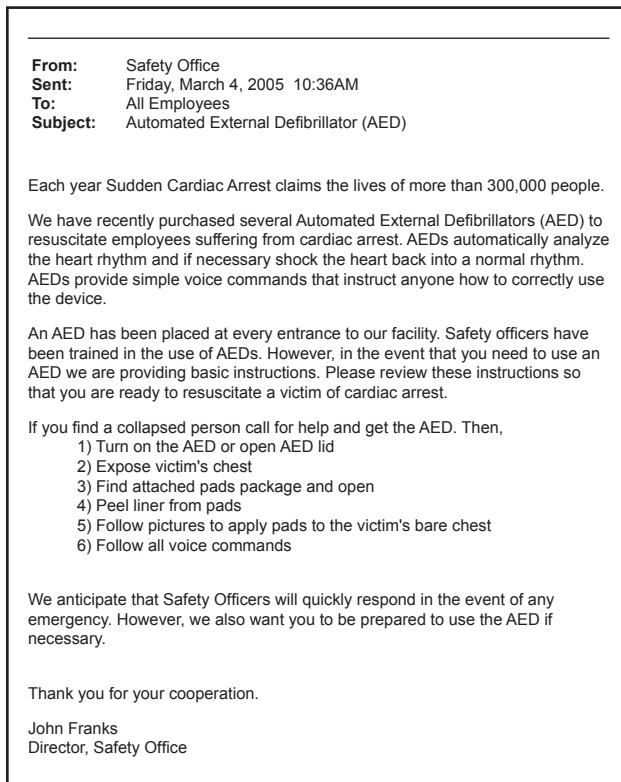 From: Safety Office
Sent: Friday, March 4, 2005 10:36AM
To: All Employees
Subject: Automated External Defibrillator (AED)
Each year Sudden Cardiac Arrest claims the lives of more than 300,000 people.
We have recently purchased several Automated External Defibrillators (AED) to
resuscitate employees suffering from cardiac arrest. AEDs automatically analyze
the heart rhythm and if necessary shock the heart back into a normal rhythm.
AEDs provide simple voice commands that instruct anyone how to correctly use
the device.
An AED has been placed at every entrance to our facility. Safety officers have
been trained in the use of AEDs. However, in the event that you need to use an
AED we are providing basic instructions. Please review these instructions so
that you are ready to resuscitate a victim of cardiac arrest.
If you find a collapsed person call for help and get the AED. Then,
1) Turn on the AED or open AED lid
2) Expose victim's chest
3) Find attached pads package and open
4) Peel liner from pads
5) Follow pictures to apply pads to the victim's bare chest
6) Follow all voice commands
We anticipate that Safety Officers will quickly respond in the event of any
emergency. However, we also want you to be prepared to use the AED if
necessary.
Thank you for your cooperation.
John Franks
Director, Safety Office